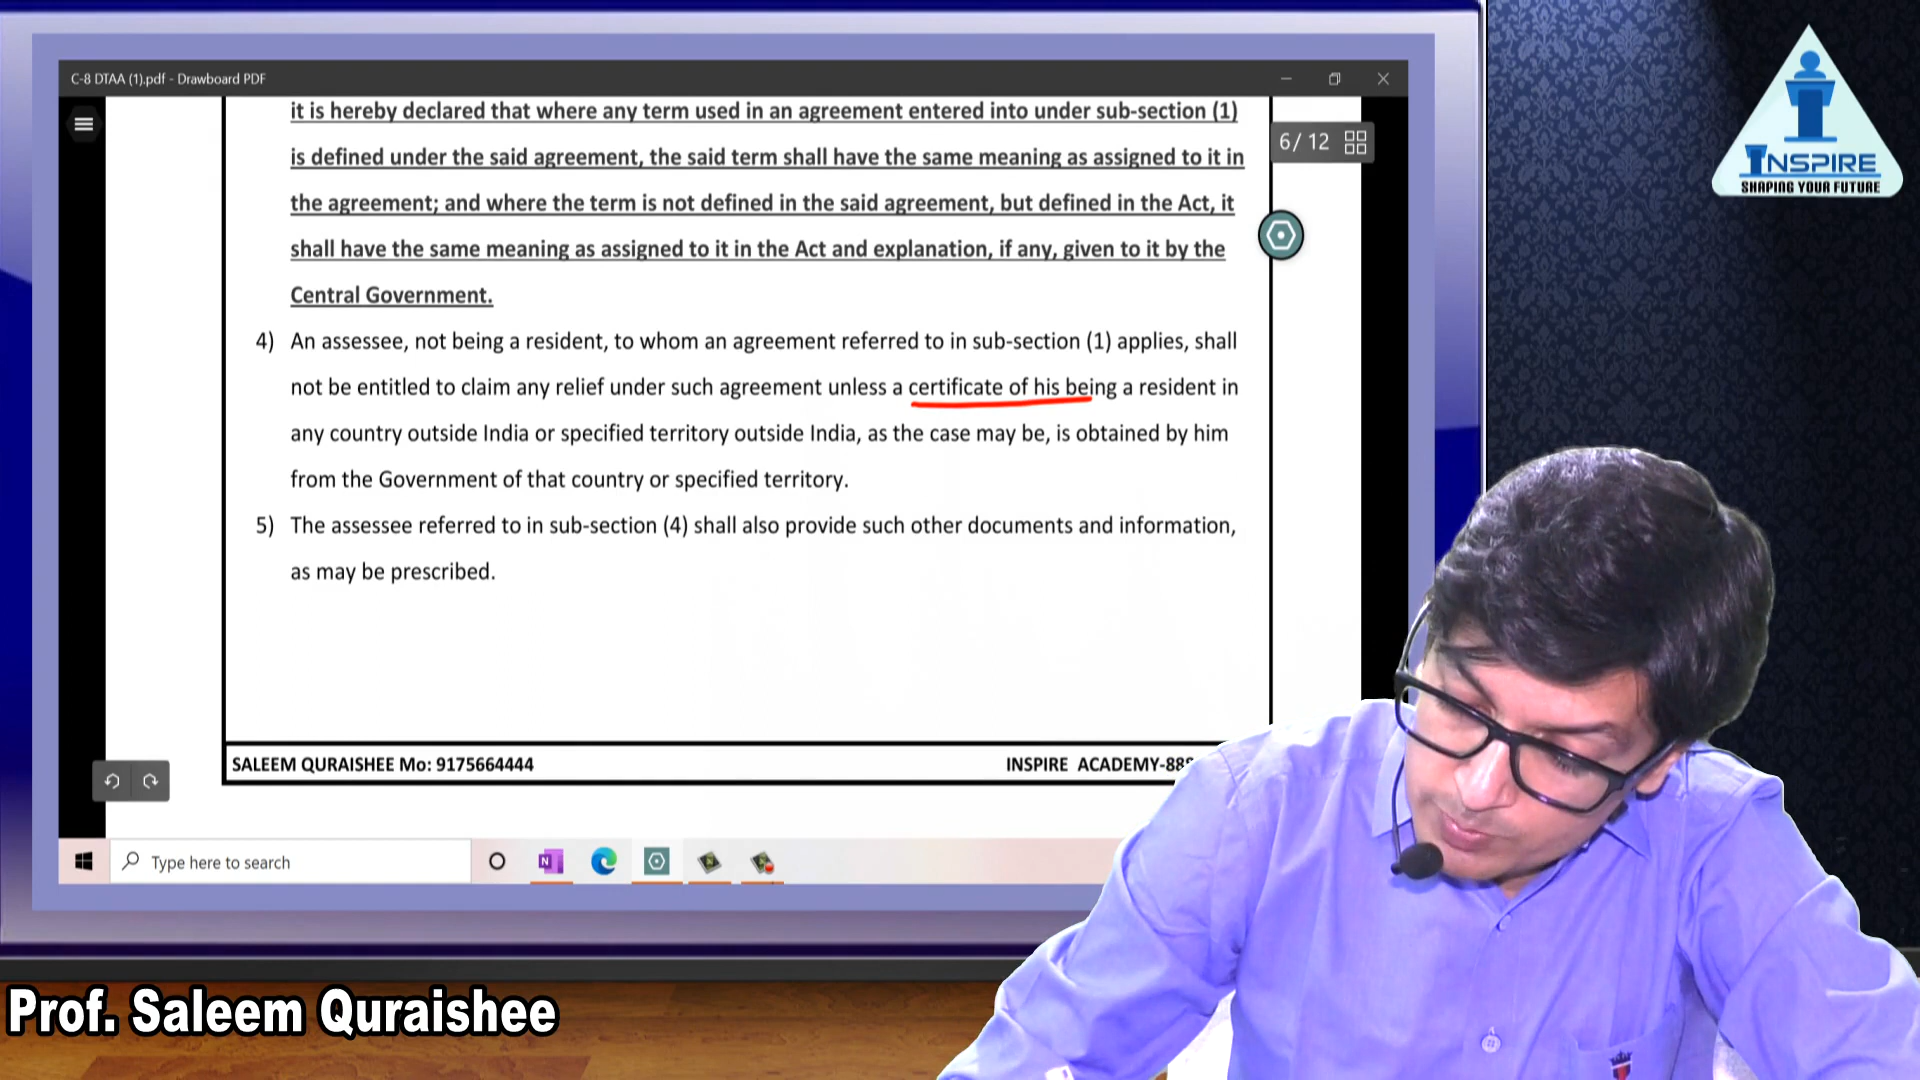 C-8 DTAA (1).pdf - Drawboard PDF
it is hereby declared that where any term used in an agreement entered into under sub-section (1)
is defined under the said agreement, the said term shall have the same meaning as assigned to it in
the agreement; and where the term is not defined in the said agreement, but defined in the Act, it
shall have the same meaning as assigned to it in the Act and explanation, if any, given to it by the
Central Government.
6/ 12
4) An assessee, not being a resident, to whom an agreement referred to in sub-section (1) applies, shall
not be entitled to claim any relief under such agreement unless a certificate of his being a resident in
any country outside India or specified territory outside India, as the case may be, is obtained by him
from the Government of that country or specified territory.
5) The assessee referred to in sub-section (4) shall also provide such other documents and information,
as may be prescribed.
SALEEM QURAISHEE Mo: 9175664444
INSPIRE ACADEMY-88
Type here to search
N
INSPIRE
SHAPING YOUR FUTURE
Prof. Saleem Quraishee